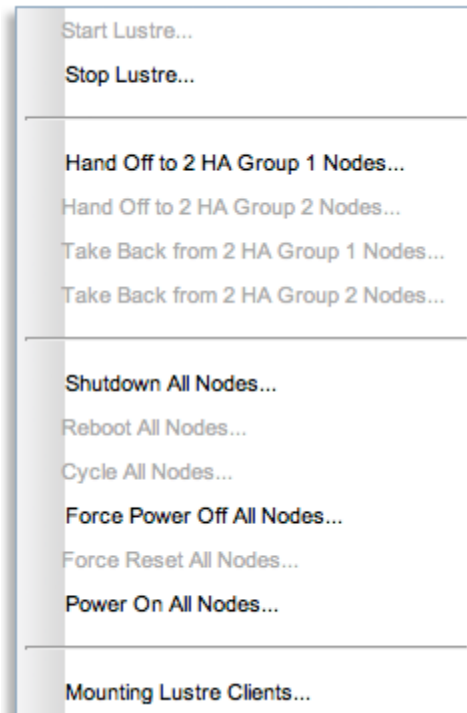 Start Lustre...
Stop Lustre...
Hand Off to 2 HA Group 1 Nodes...
Hand Off to 2 HA Group 2 Nodes...
Take Back from 2 HA Group 1 Nodes...
Take Back from 2 HA Group 2 Nodes...
Shutdown All Nodes...
Reboot All Nodes...
Cycle All Nodes...
Force Power Off All Nodes...
Force Reset All Nodes...
Power On All Nodes...
Mounting Lustre Clients...